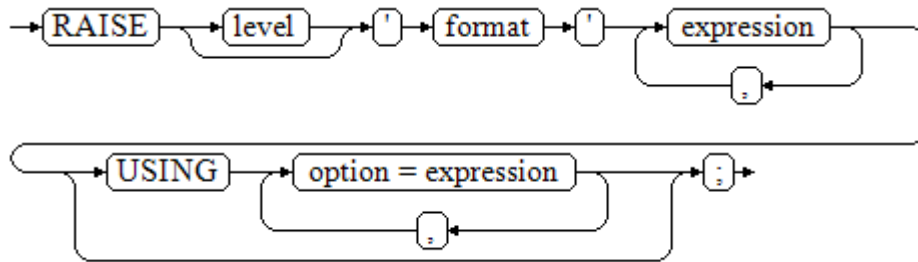 RAISE level ' format ' expression
,
USING option = expression ;
,